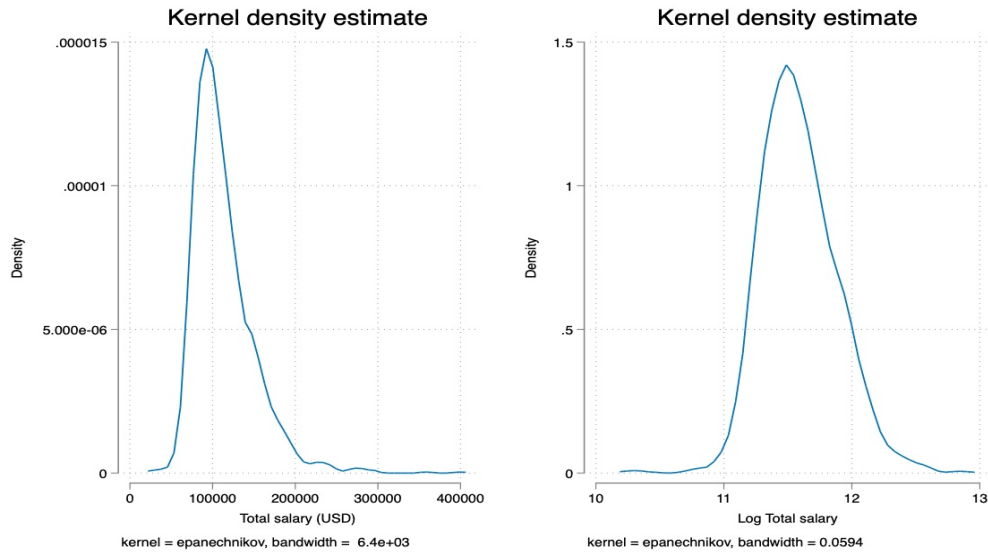 Kernel density estimate
.000015
.00001
5.000e-06
0
Density
0 100000 200000 300000 400000
Total salary (USD)
kernel = epanechnikov, bandwidth = 6.4e+03
Kernel density estimate
1.5
1
.5
0
Density
10 11 12 13
Log Total salary
kernel = epanechnikov, bandwidth = 0.0594